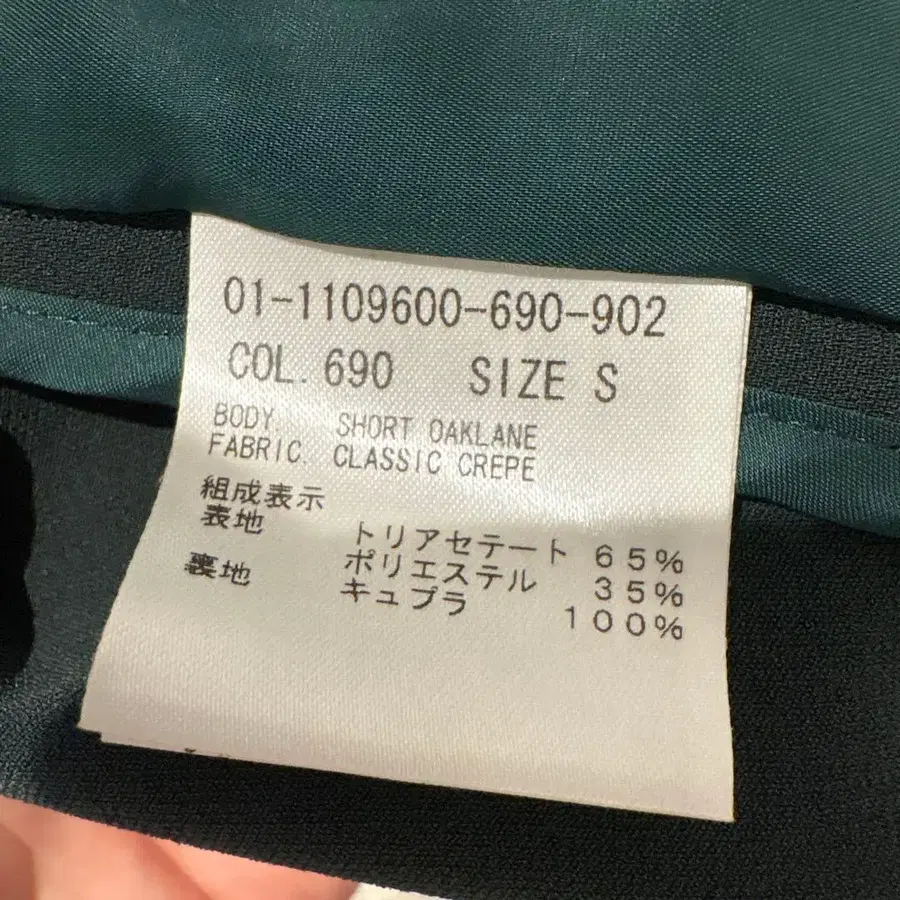 01-1109600-690-902
COL. 690 SIZE S
BODY. SHORT OAKLANE
FABRIC. CLASSIC CREPE
組成表示
表地 トリアセテート 65%
ポリエステル 35%
裏地 キュプラ 100%